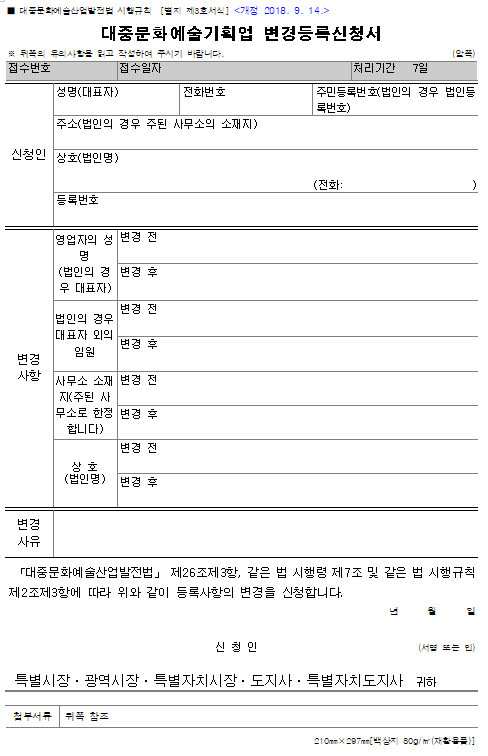 ■ 대중문화예술산업발전법 시행규칙 [별지 제3호서식] <개정 2018. 9. 14.>
대중문화예술기획업 변경등록신청서
※ 뒤쪽의 유의사항을 읽고 작성하여 주시기 바랍니다. (앞쪽)
접수번호 접수일자 처리기간 7일
신청인
성명(대표자) 전화번호 주민등록번호(법인의 경우 법인등
록번호)
주소(법인의 경우 주된 사무소의 소재지)
상호(법인명)
(전화: )
등록번호
변경
사항
영업자의 성
명
(법인의 경
우 대표자)
변경 전
변경 후
법인의 경우
대표자 외의
임원
변경 전
변경 후
사무소 소재
지(주된 사
무소로 한정
합니다)
변경 전
변경 후
상 호
(법인명)
변경 전
변경 후
변경
사유
「대중문화예술산업발전법」 제26조제3항, 같은 법 시행령 제7조 및 같은 법 시행규칙
제2조제3항에 따라 위와 같이 등록사항의 변경을 신청합니다.
년 월 일
신 청 인 (서명 또는 인)
특별시장ㆍ광역시장ㆍ특별자치시장ㆍ도지사ㆍ특별자치도지사 귀하
첨부서류 뒤쪽 참조
210㎜×297㎜[백상지 80g/㎡(재활용품)]